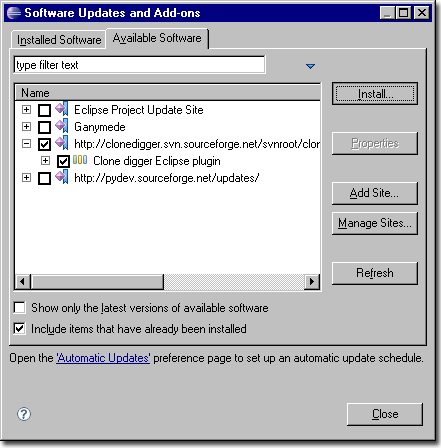 Software Updates and Add-ons
Installed Software
Available Software
type filter text
Name
Install...
Eclipse Project Update Site
Ganymede
http://clonedigger.svn.sourceforge.net/svnroot/clon
Properties
Clone digger Eclipse plugin
http://pydev.sourceforge.net/updates/
Add Site...
Manage Sites...
Refresh
Show only the latest versions of available software
Include items that have already been installed
Open the 'Automatic Updates' preference page to set up an automatic update schedule.
?
Close